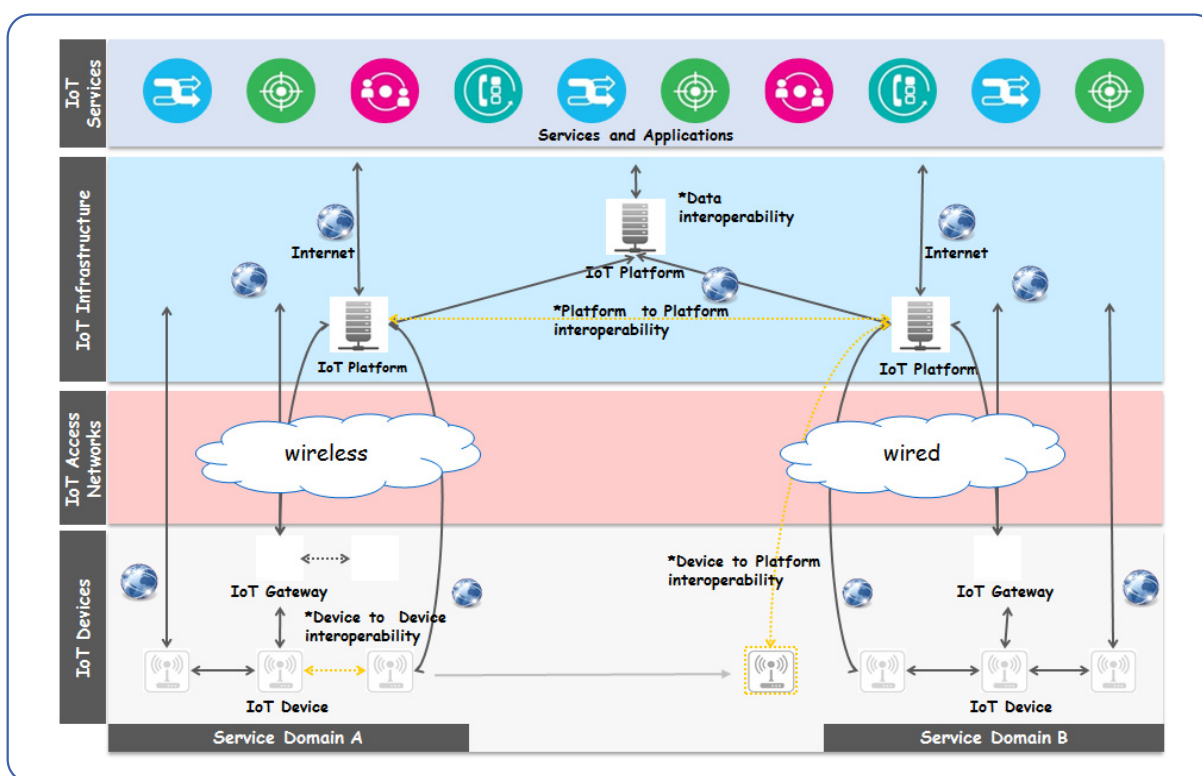 IoT
Services
Services and Applications
IoT Infrastructure
*Data
interoperability
Internet
Internet
IoT Platform
*Platform to Platform
interoperability
IoT Platform
IoT Platform
IoT Access
Networks
wireless
wired
IoT Devices
*Device to Platform
interoperability
IoT Gateway
IoT Gateway
*Device to Device
interoperability
IoT Device
IoT Device
Service Domain A
Service Domain B